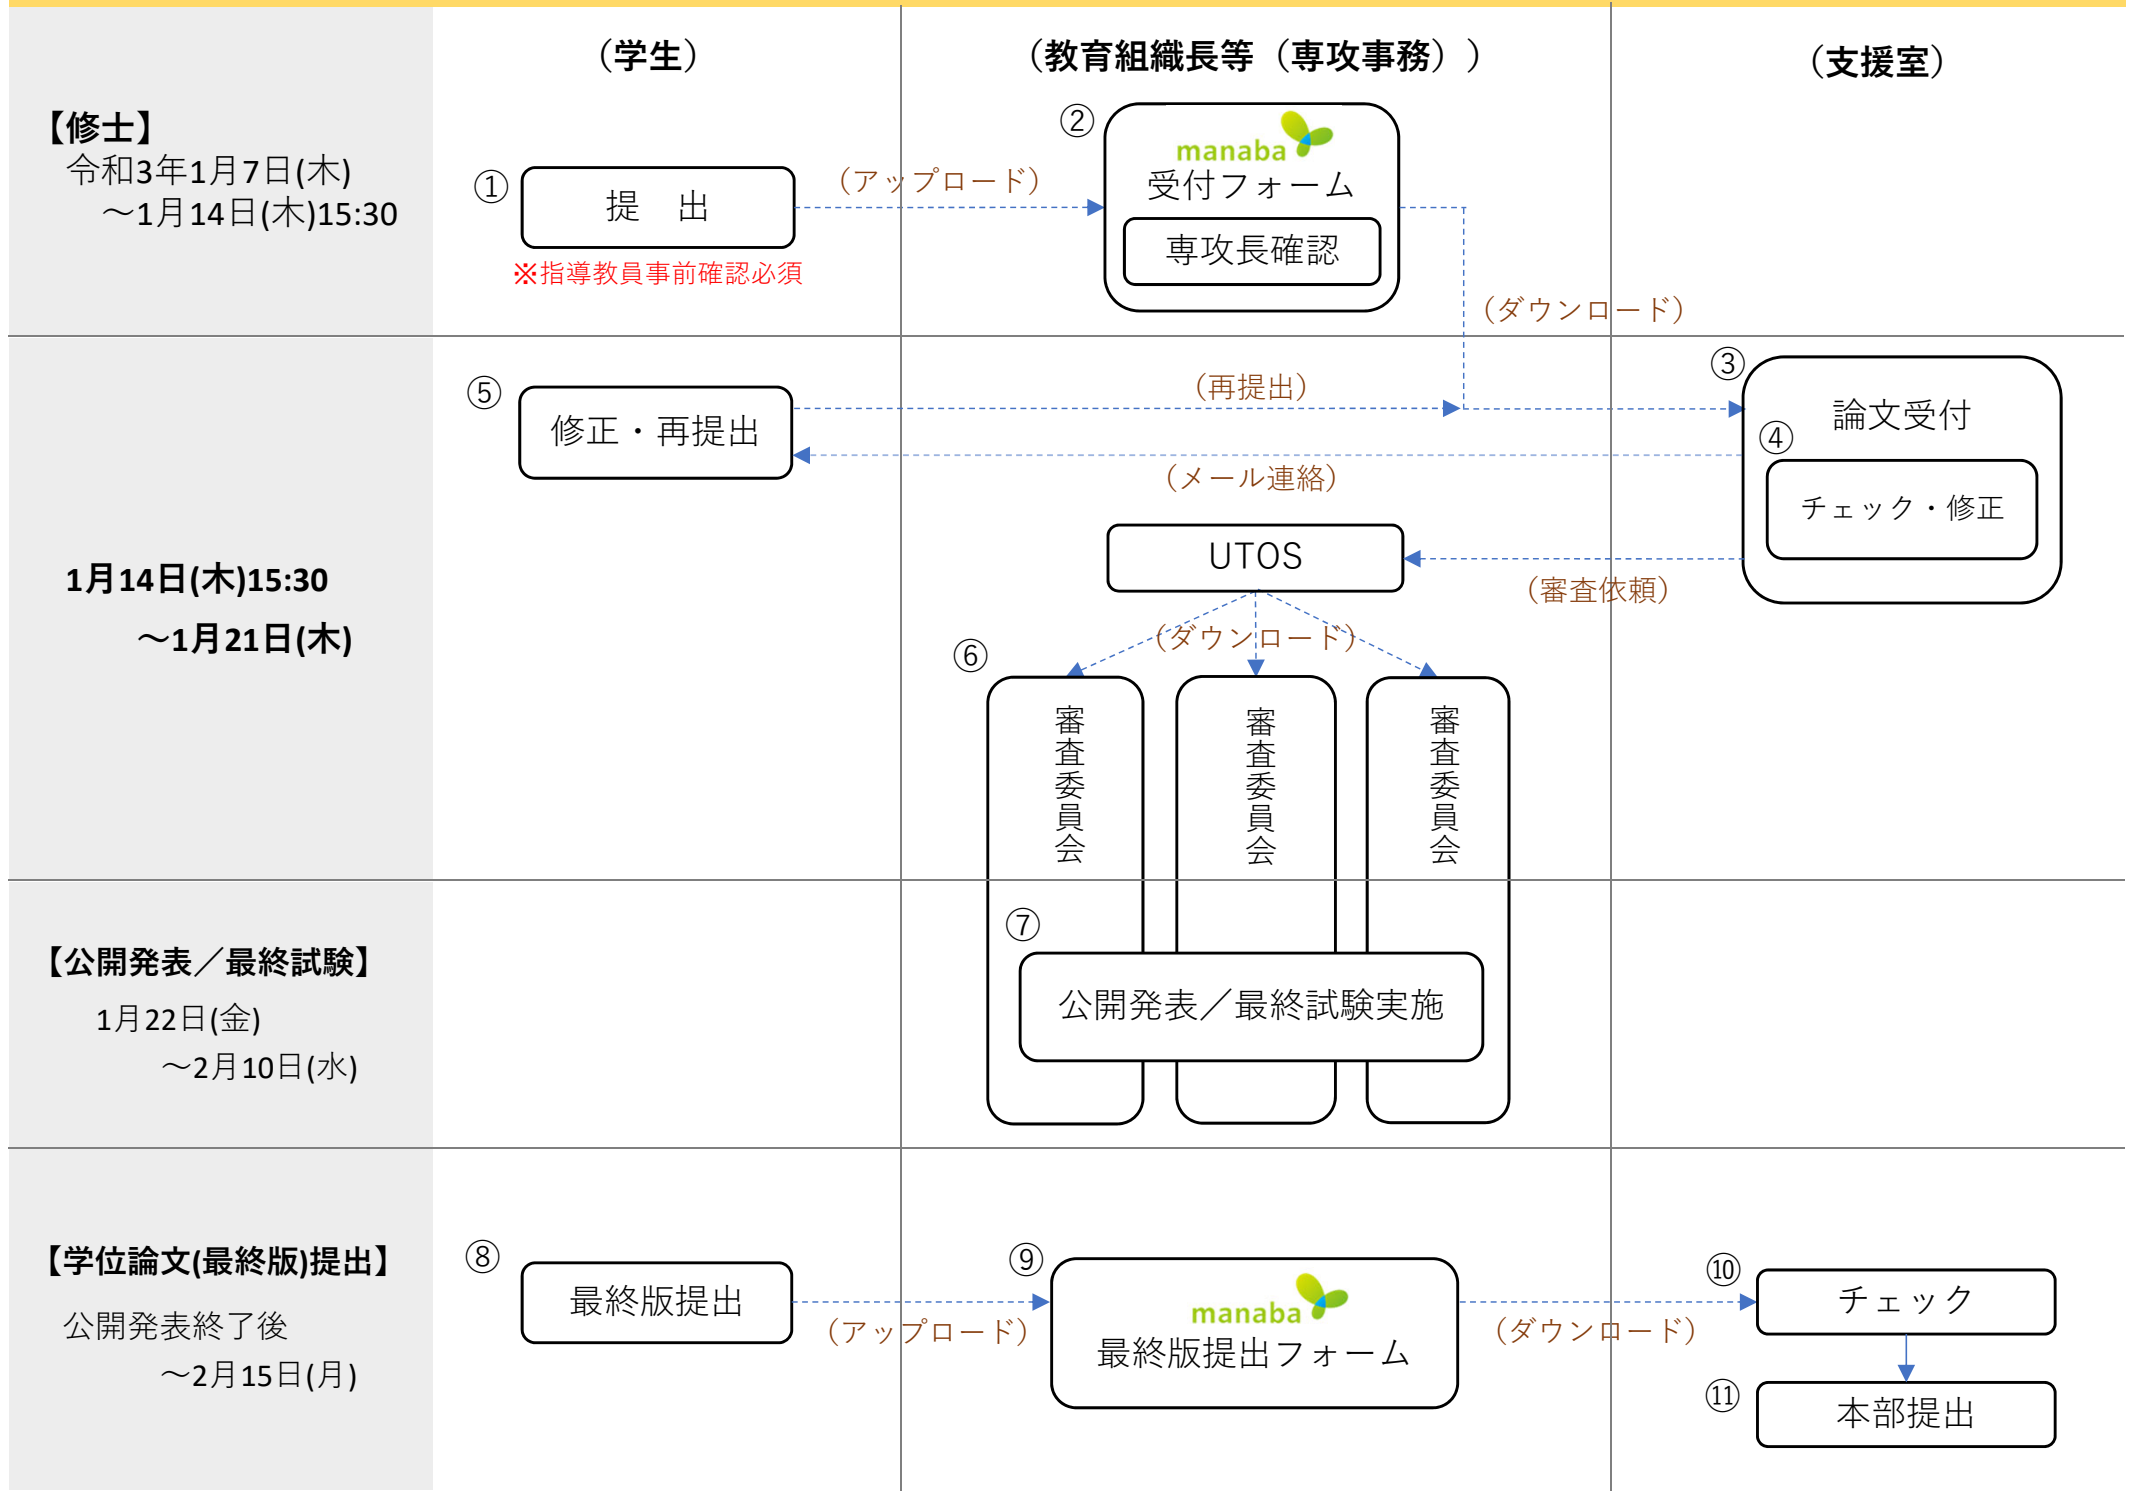 （学生）
（教育組織長等（専攻事務））
（支援室）
【修士】
令和3年1月7日(木)
～1月14日(木)15:30
①
提　出
※指導教員事前確認必須
（アップロード）
②
manaba
受付フォーム
専攻長確認
（ダウンロード）
1月14日(木)15:30
～1月21日(木)
⑤
修正・再提出
（再提出）
（メール連絡）
③
論文受付
④
チェック・修正
UTOS
（審査依頼）
（ダウンロード）
⑥
審査委員会
審査委員会
審査委員会
【公開発表／最終試験】
1月22日(金)
～2月10日(水)
⑦
公開発表／最終試験実施
【学位論文(最終版)提出】
公開発表終了後
～2月15日(月)
⑧
最終版提出
（アップロード）
⑨
manaba
最終版提出フォーム
（ダウンロード）
⑩
チェック
⑪
本部提出